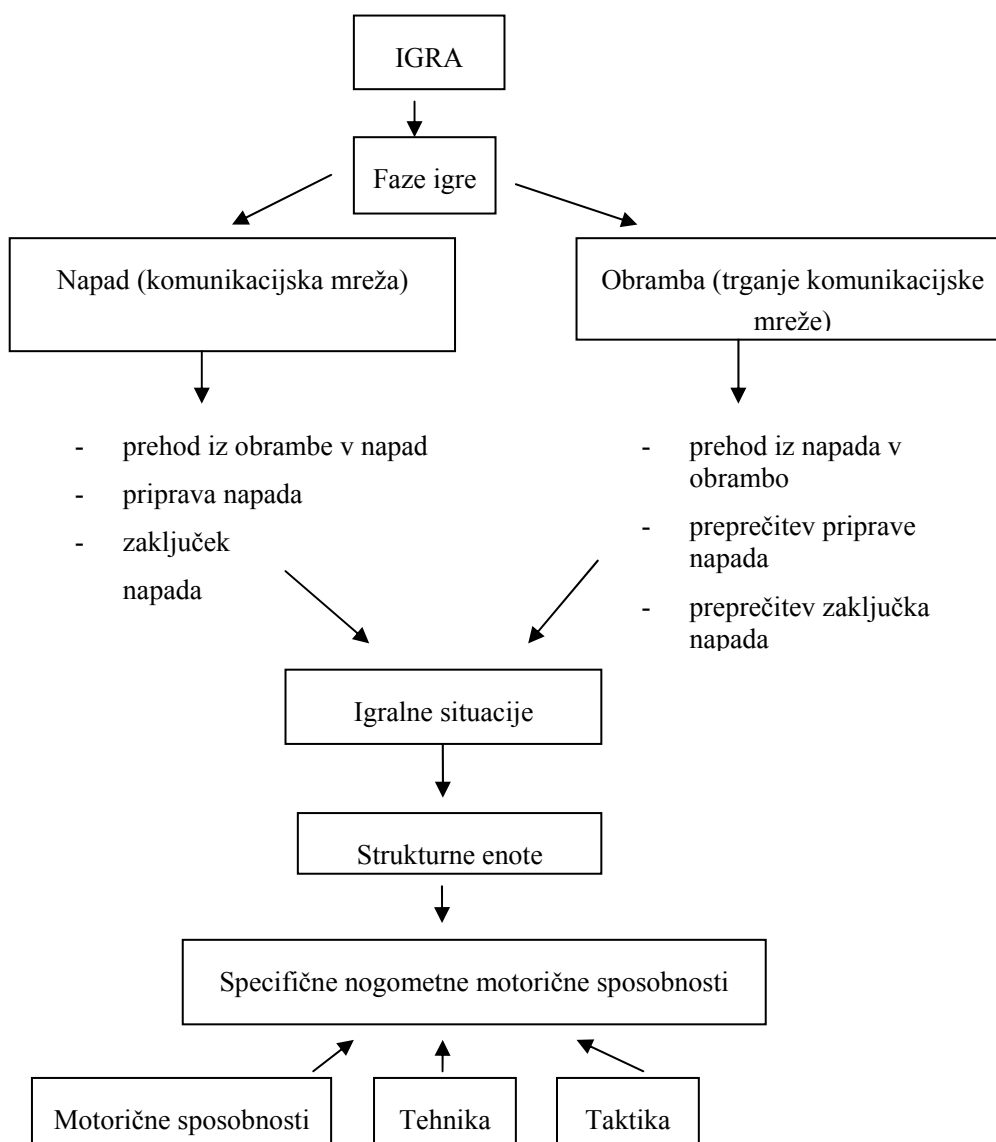 IGRA
Faze igre
Napad (komunikacijska mreža)
Obramba (trganje komunikacijske
mreže)
- prehod iz obrambe v napad
- priprava napada
- zaključek
napada
- prehod iz napada v
obrambo
- preprečitev priprave
napada
- preprečitev zaključka
napada
Igralne situacije
Strukturne enote
Specifične nogometne motorične sposobnosti
Motorične sposobnosti
Tehnika
Taktika